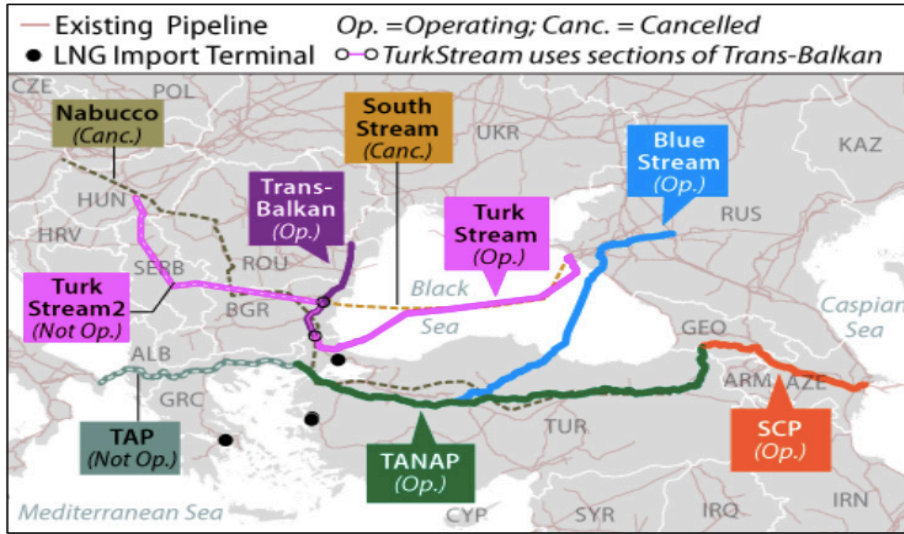 Existing Pipeline Op. =Operating; Canc. = Cancelled
LNG Import Terminal TurkStream uses sections of Trans-Balkan
CZE
POL
Nabucco
(Canc.)
South
Stream
(Canc.)
UKR
KAZ
Blue
Stream
(Op.)
Trans-
Balkan
(Op.)
HUN
Turk
Stream
(Op.)
RUS
HRV
SERB
ROU
Turk
Stream2
(Not Op.)
BGR
Black
Sea
Caspian
Sea
GEO
ALB
ARM
AZE
GRC
TAP
(Not Op.)
TUR
SCP
(Op.)
TANAP
(Op.)
Mediterranean Sea
CYP
SYR
IRQ
IRN